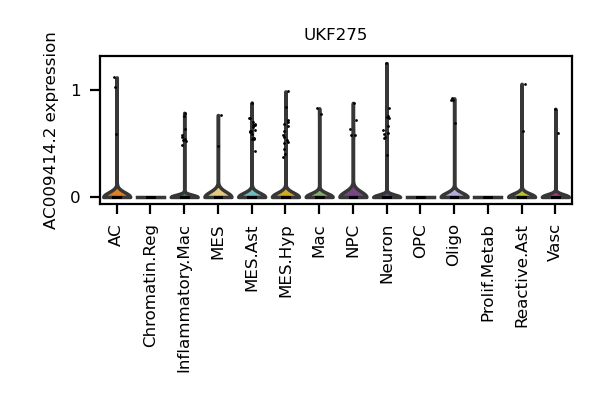 UKF275
AC009414.2 expression
1
0
AC
Chromatin.Reg
Inflammatory.Mac
MES
MES.Ast
MES.Hyp
Mac
NPC
Neuron
OPC
Oligo
Prolif.Metab
Reactive.Ast
Vasc